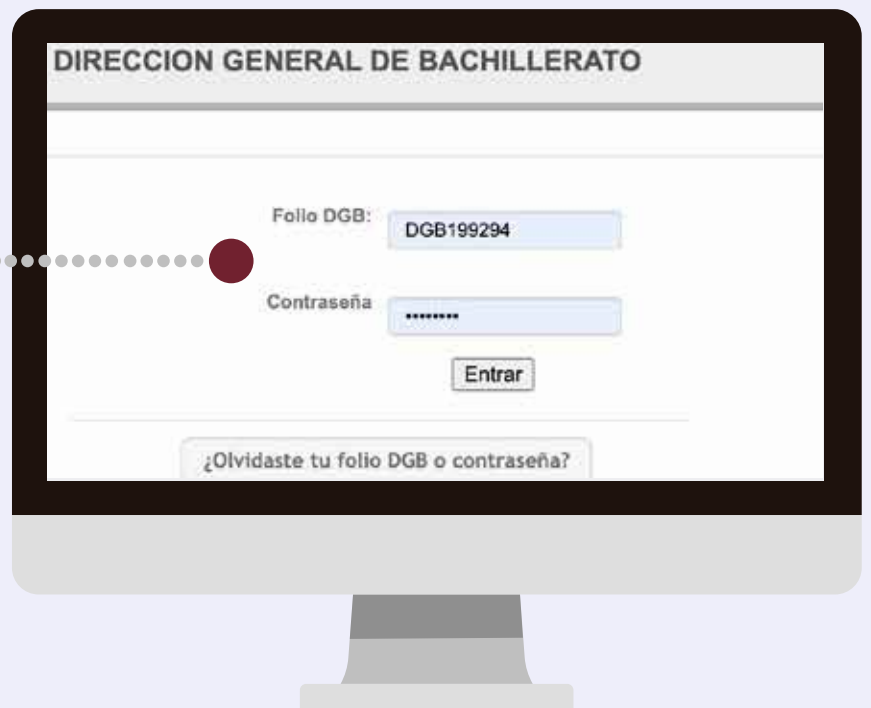 DIRECCION GENERAL DE BACHILLERATO
Folio DGB:
DGB199294
Contraseña
••••••••
Entrar
¿Olvidaste tu folio DGB o contraseña?